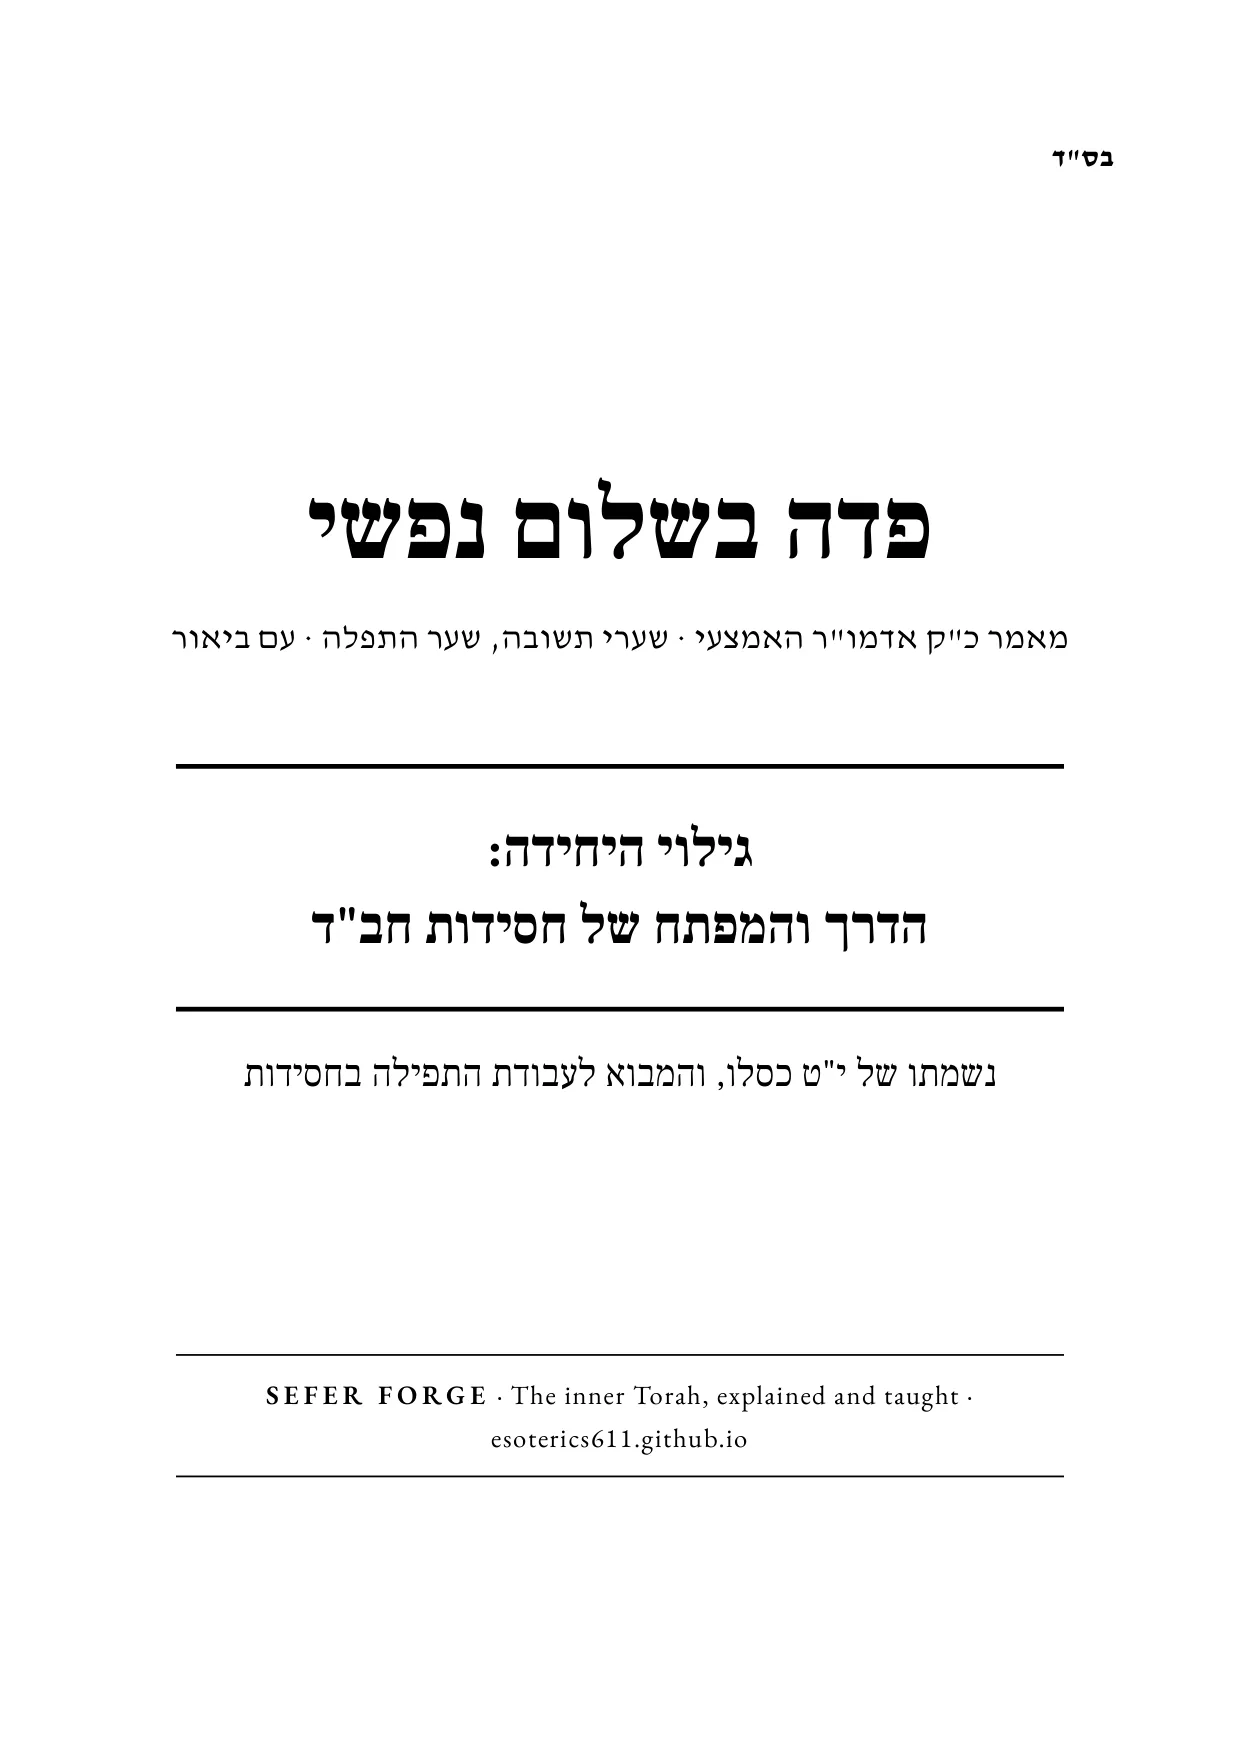 בס"ד
פדה בשלום נפשי
מאמר כ"ק אדמו"ר האמצעי · שערי תשובה, שער התפלה · עם ביאור
גילוי היחידה:
הדרך והמפתח של חסידות חב"ד
נשמתו של י"ט כסלו, והמבוא לעבודת התפילה בחסידות
SEFER FORGE · The inner Torah, explained and taught ·
esoterics611.github.io